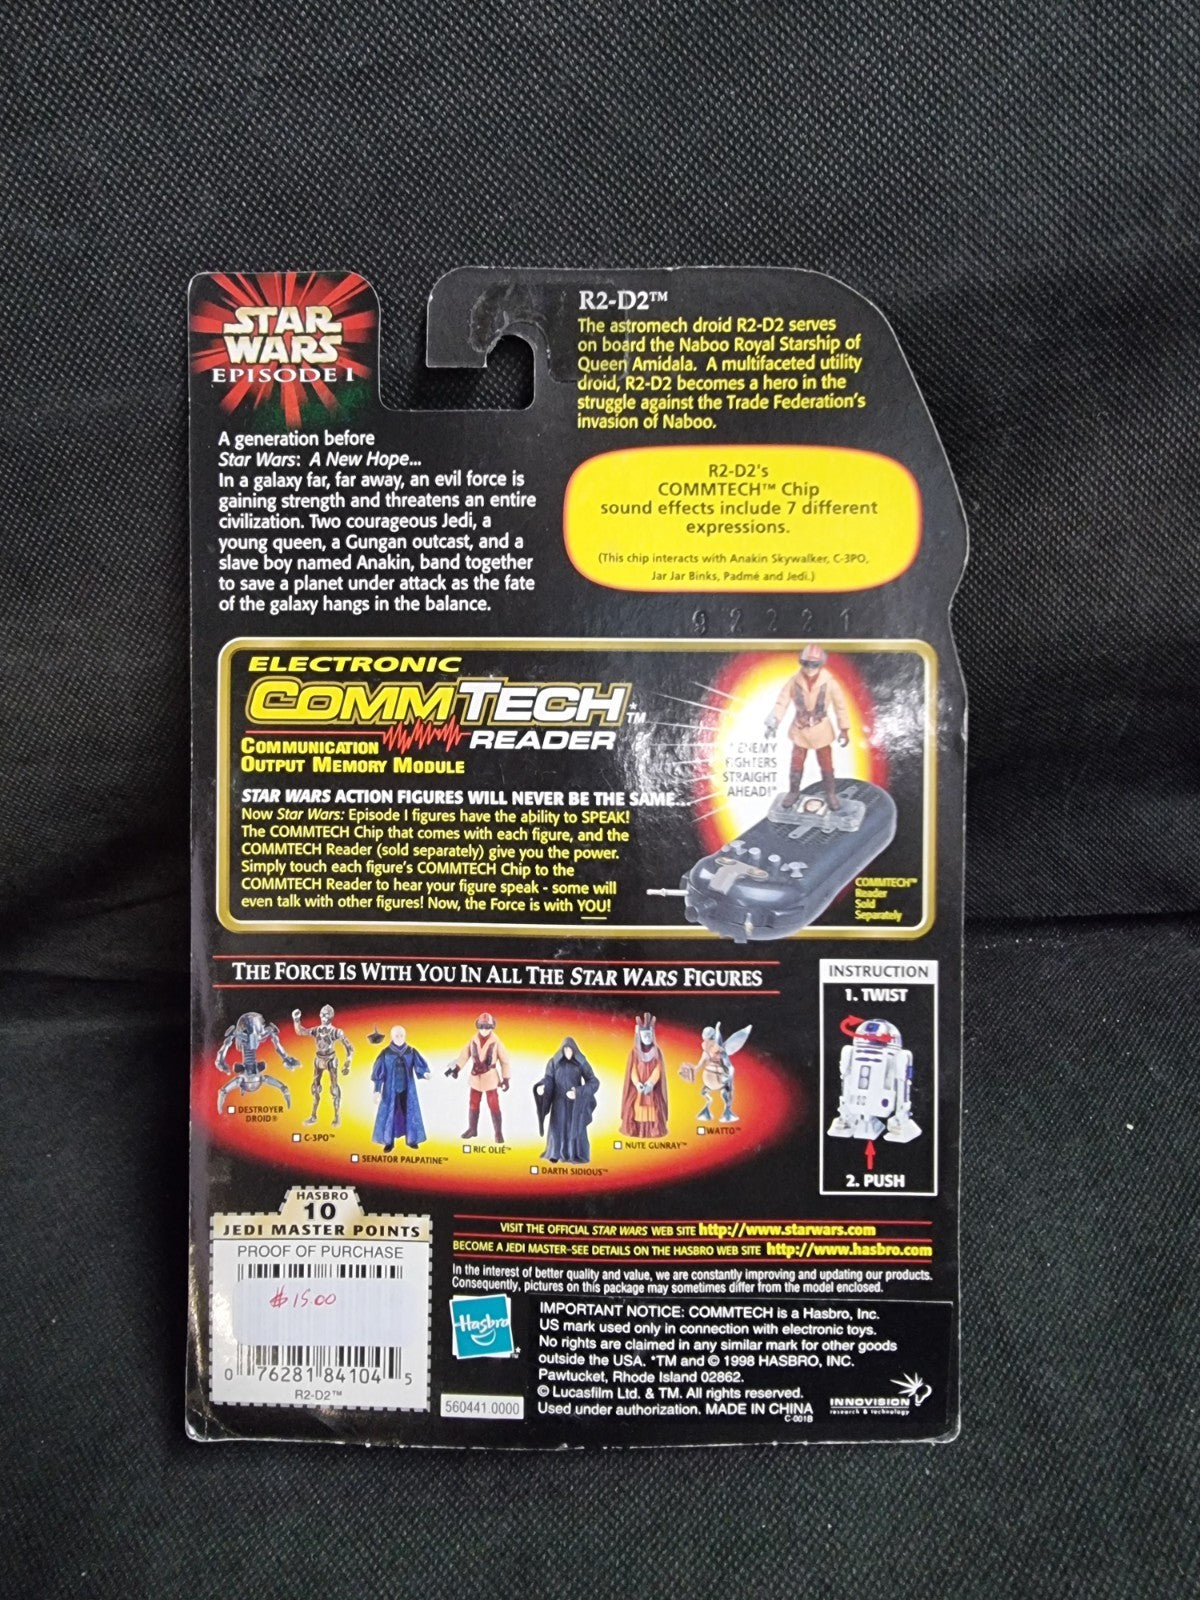 STAR
WARS
EPISODE I
R2-D2™
The astromech droid R2-D2 serves
on board the Naboo Royal Starship of
Queen Amidala. A multifaceted utility
droid, R2-D2 becomes a hero in the
struggle against the Trade Federation's
invasion of Naboo.
A generation before
Star Wars: A New Hope...
In a galaxy far, far away, an evil force is
gaining strength and threatens an entire
civilization. Two courageous Jedi, a
young queen, a Gungan outcast, and a
slave boy named Anakin, band together
to save a planet under attack as the fate
of the galaxy hangs in the balance.
R2-D2's
COMMTECH™ Chip
sound effects include 7 different
expressions.
(This chip interacts with Anakin Skywalker, C-3PO,
Jar Jar Binks, Padmé and Jedi.)
92221
ELECTRONIC
COMMTECH™
READER
COMMUNICATION
OUTPUT MEMORY MODULE
STAR WARS ACTION FIGURES WILL NEVER BE THE SAME...
Now Star Wars: Episode I figures have the ability to SPEAK!
The COMMTECH Chip that comes with each figure, and the
COMMTECH Reader (sold separately) give you the power.
Simply touch each figure's COMMTECH Chip to the
COMMTECH Reader to hear your figure speak - some will
even talk with other figures! Now, the Force is with YOU!
"ENEMY
FIGHTERS
STRAIGHT
AHEAD!"
COMMTECH™
Reader
Sold
Separately
THE FORCE IS WITH YOU IN ALL THE STAR WARS FIGURES
DESTROYER
DROID®
C-3PO™
SENATOR PALPATINE™
RIC OLIÉ™
DARTH SIDIOUS™
NUTE GUNRAY™
WATTO™
INSTRUCTION
1. TWIST
2. PUSH
HASBRO
10
JEDI MASTER POINTS
PROOF OF PURCHASE
$15.00
0 76281 84104 5
R2-D2™
VISIT THE OFFICIAL STAR WARS WEB SITE http://www.starwars.com
BECOME A JEDI MASTER-SEE DETAILS ON THE HASBRO WEB SITE http://www.hasbro.com
In the interest of better quality and value, we are constantly improving and updating our products.
Consequently, pictures on this package may sometimes differ from the model enclosed.
Hasbro
560441.0000
IMPORTANT NOTICE: COMMTECH is a Hasbro, Inc.
US mark used only in connection with electronic toys.
No rights are claimed in any similar mark for other goods
outside the USA. *TM and © 1998 HASBRO, INC.
Pawtucket, Rhode Island 02862.
© Lucasfilm Ltd. & TM. All rights reserved.
Used under authorization. MADE IN CHINA
C-001B
INNOVISION
research & technology